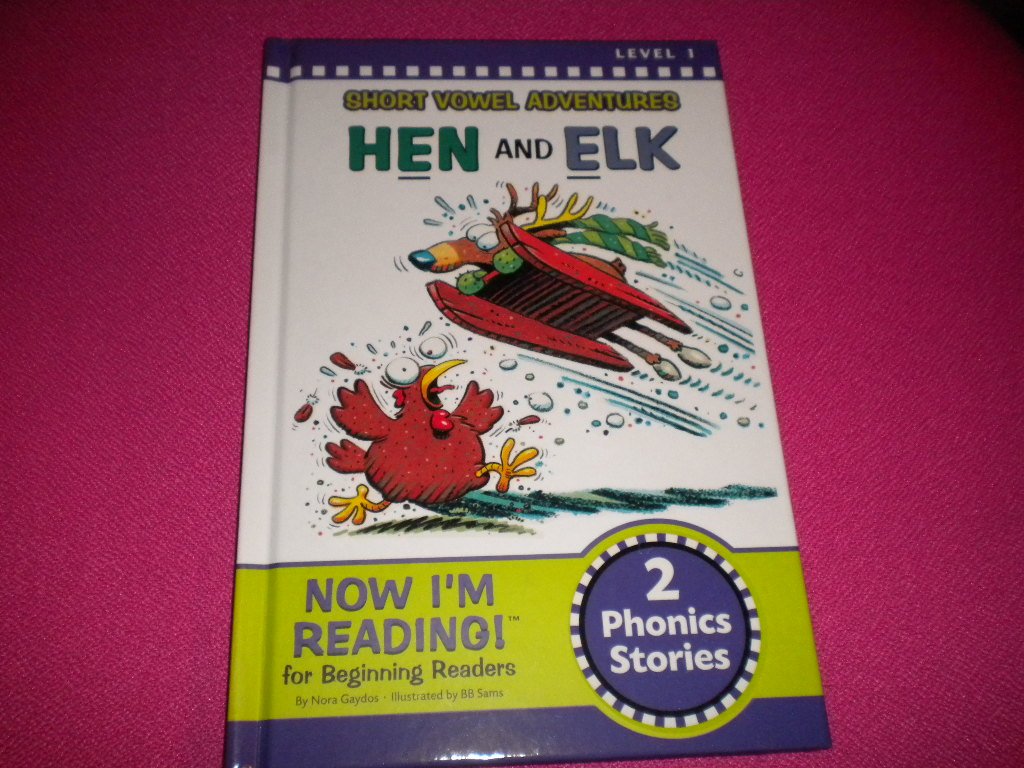 LEVEL 1
SHORT VOWEL ADVENTURES
HEN AND ELK
NOW I'M
READING!™
for Beginning Readers
By Nora Gaydos · Illustrated by BB Sams
2
Phonics
Stories